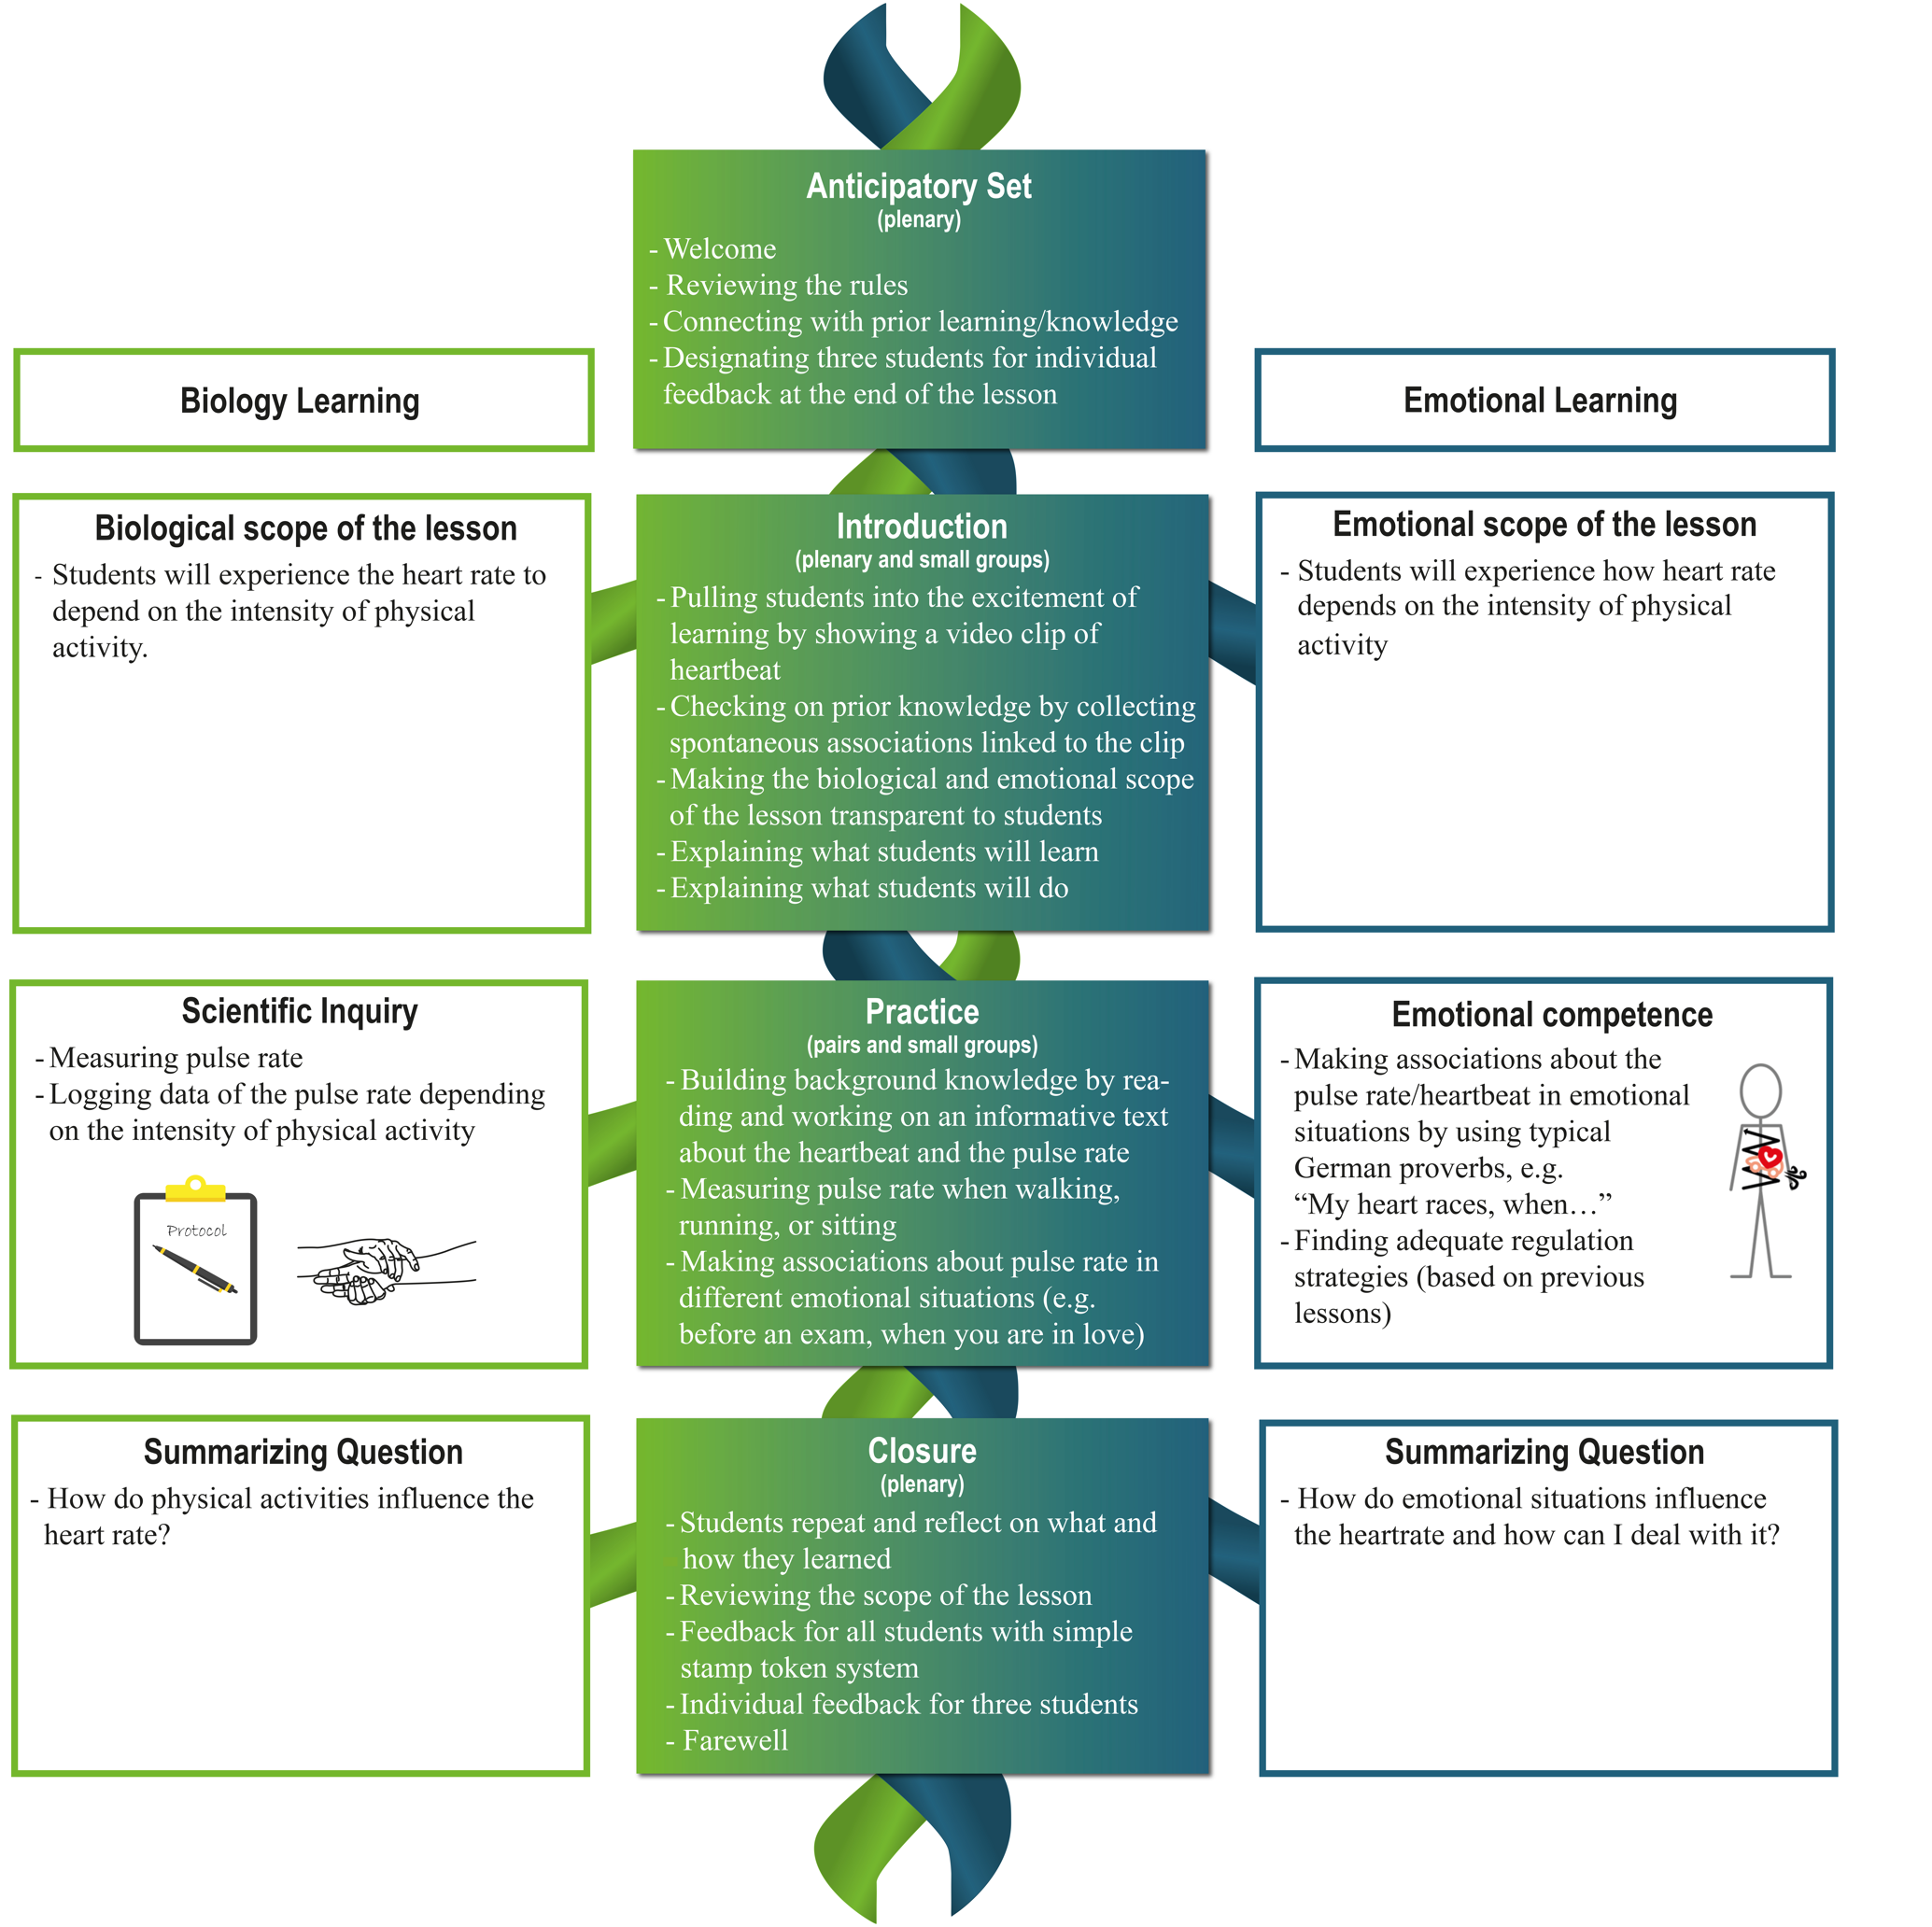 Anticipatory Set
(plenary)
- Welcome
- Reviewing the rules
- Connecting with prior learning/knowledge
- Designating three students for individual
feedback at the end of the lesson
Biology Learning
Emotional Learning
Biological scope of the lesson
- Students will experience the heart rate to
depend on the intensity of physical
activity.
Introduction
(plenary and small groups)
- Pulling students into the excitement of
learning by showing a video clip of
heartbeat
- Checking on prior knowledge by collecting
spontaneous associations linked to the clip
- Making the biological and emotional scope
of the lesson transparent to students
- Explaining what students will learn
- Explaining what students will do
Emotional scope of the lesson
- Students will experience how heart rate
depends on the intensity of physical
activity
Scientific Inquiry
- Measuring pulse rate
- Logging data of the pulse rate depending
on the intensity of physical activity
Protocol
Practice
(pairs and small groups)
- Building background knowledge by rea-
ding and working on an informative text
about the heartbeat and the pulse rate
- Measuring pulse rate when walking,
running, or sitting
- Making associations about pulse rate in
different emotional situations (e.g.
before an exam, when you are in love)
Emotional competence
- Making associations about the
pulse rate/heartbeat in emotional
situations by using typical
German proverbs, e.g.
“My heart races, when…”
- Finding adequate regulation
strategies (based on previous
lessons)
Summarizing Question
- How do physical activities influence the
heart rate?
Closure
(plenary)
- Students repeat and reflect on what and
how they learned
- Reviewing the scope of the lesson
- Feedback for all students with simple
stamp token system
- Individual feedback for three students
- Farewell
Summarizing Question
- How do emotional situations influence
the heartrate and how can I deal with it?